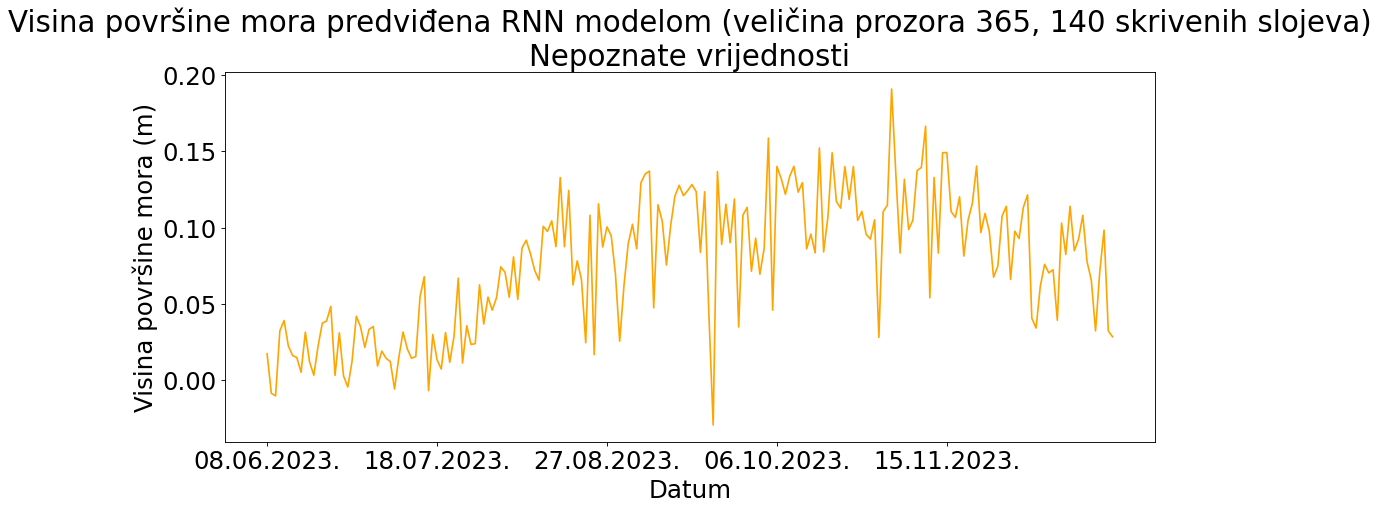 Visina površine mora predviđena RNN modelom (veličina prozora 365, 140 skrivenih slojeva)
Nepoznate vrijednosti
Visina površine mora (m)
0.20
0.15
0.10
0.05
0.00
08.06.2023. 18.07.2023. 27.08.2023. 06.10.2023. 15.11.2023.
Datum